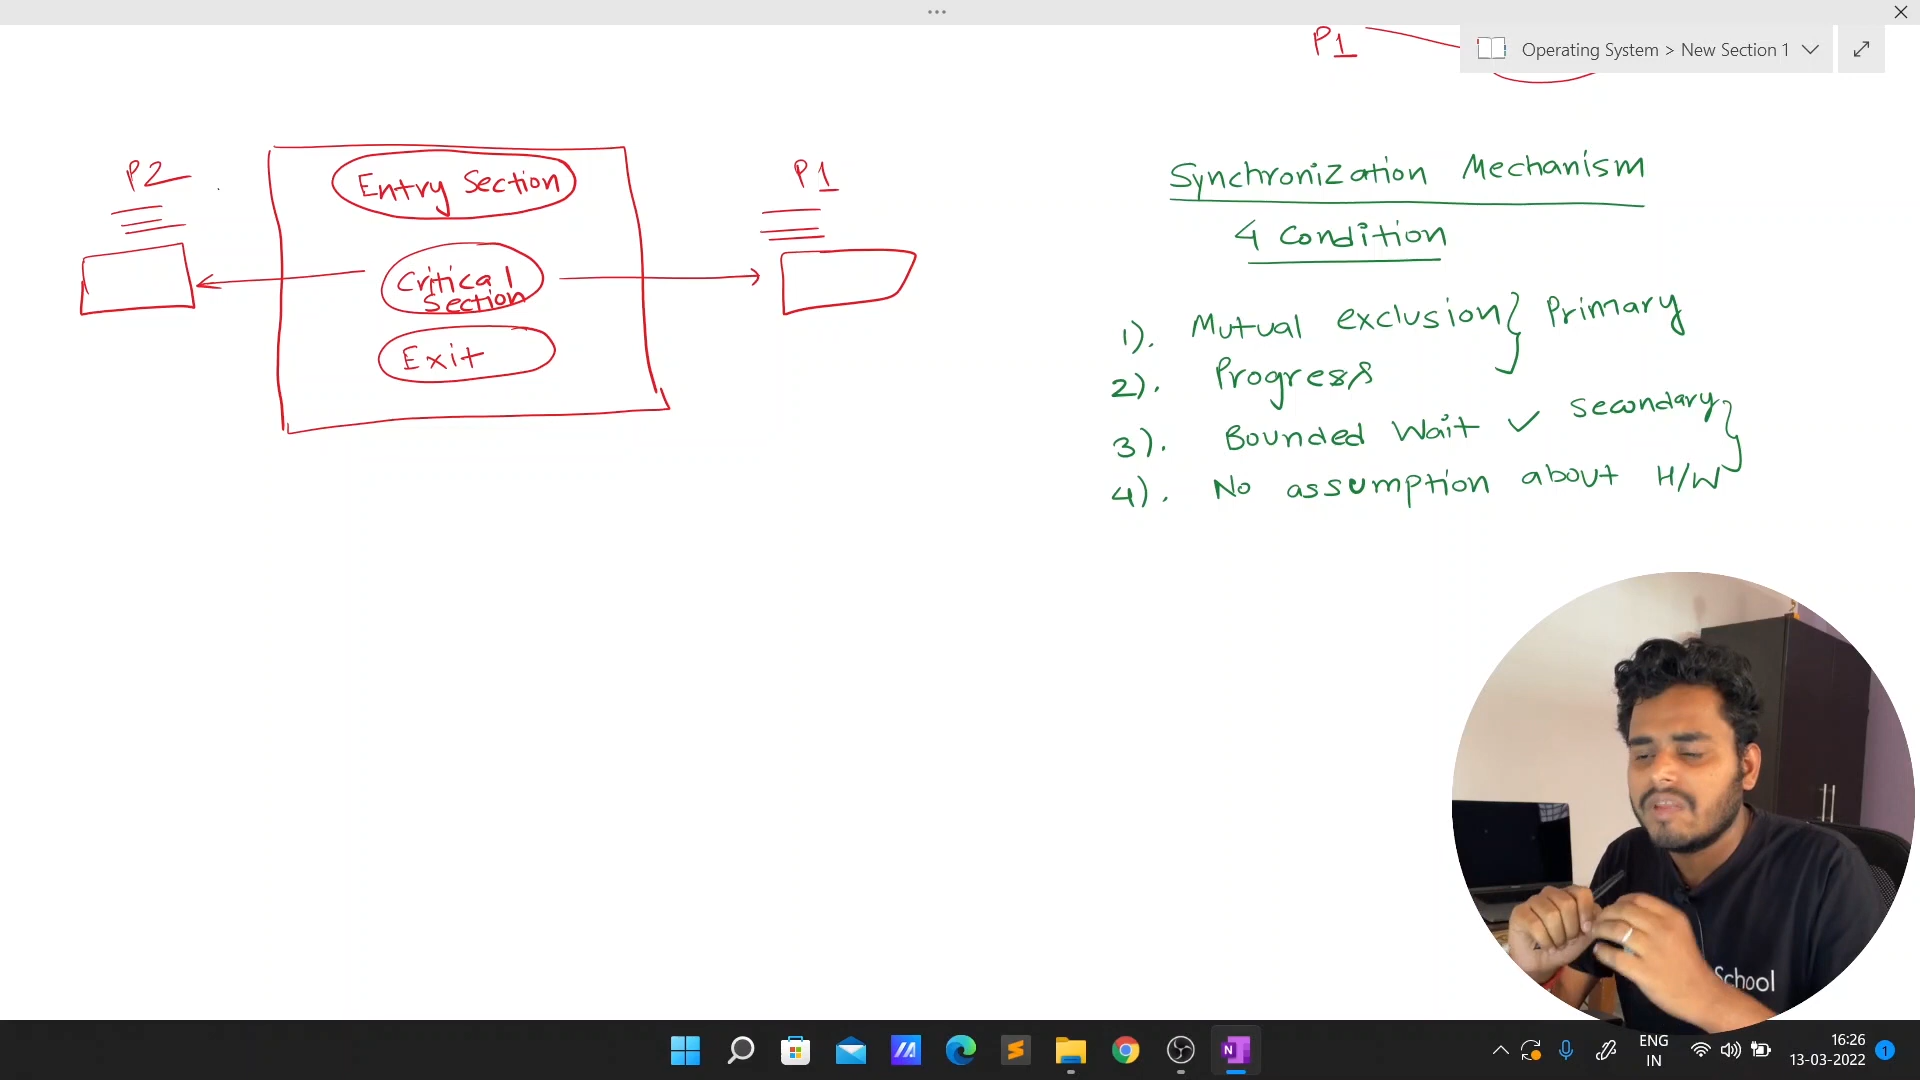 P1
Operating System > New Section 1
P2
Entry Section
P1
Critical
Section
Exit
Synchronization Mechanism
4 Condition
1). Mutual exclusion } Primary
2). Progress
3). Bounded Wait ✓ Secondary }
4). No assumption about H/W
School
ENG
IN
16:26
13-03-2022
1